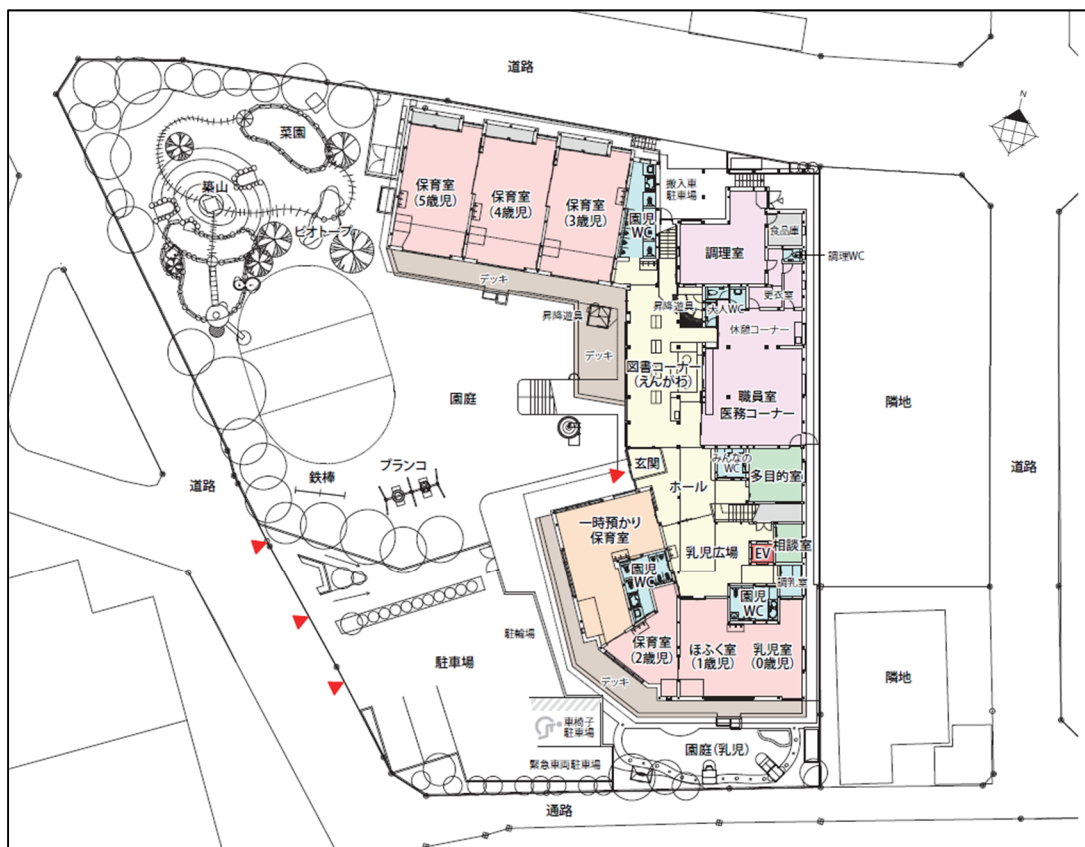 道路
N
菜園
築山
ビオトープ
保育室
(5歳児)
保育室
(4歳児)
保育室
(3歳児)
園児
WC
搬入車
駐車場
調理室
食品庫
調理WC
更衣室
デッキ
昇降遊具
昇降遊具
大人WC
休憩コーナー
デッキ
図書コーナー
(えんがわ)
職員室
医務コーナー
園庭
隣地
道路
道路
鉄棒
ブランコ
玄関
ホール
みんなの
WC
多目的室
一時預かり
保育室
乳児広場
EV
相談室
園児
WC
調乳室
園児
WC
駐輪場
駐車場
保育室
(2歳児)
ほふく室
(1歳児)
乳児室
(0歳児)
デッキ
隣地
車椅子
駐車場
園庭(乳児)
緊急車両駐車場
通路